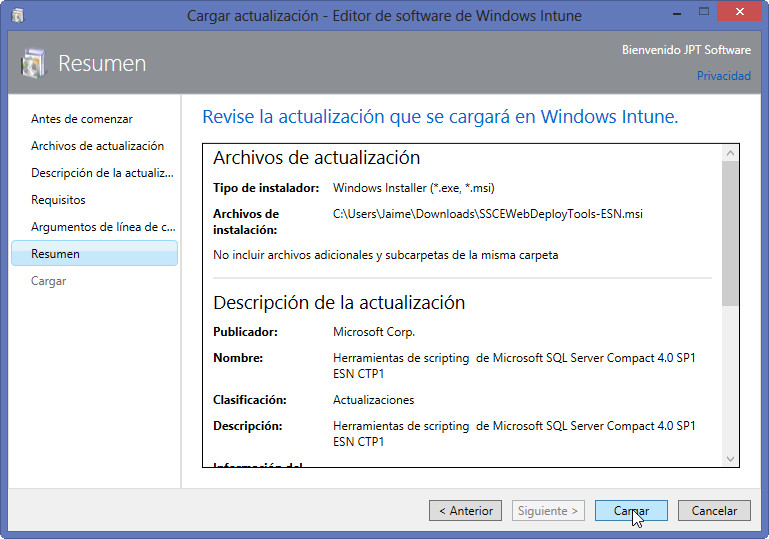 Cargar actualización - Editor de software de Windows Intune
Resumen
Bienvenido JPT Software
Privacidad
Antes de comenzar
Archivos de actualización
Descripción de la actualiz...
Requisitos
Argumentos de línea de c...
Resumen
Cargar
Revise la actualización que se cargará en Windows Intune.
Archivos de actualización
Tipo de instalador: Windows Installer (*.exe, *.msi)
Archivos de C:\Users\Jaime\Downloads\SSCEWebDeployTools-ESN.msi
instalación:
No incluir archivos adicionales y subcarpetas de la misma carpeta
Descripción de la actualización
Publicador: Microsoft Corp.
Nombre: Herramientas de scripting  de Microsoft SQL Server Compact 4.0 SP1
ESN CTP1
Clasificación: Actualizaciones
Descripción: Herramientas de scripting  de Microsoft SQL Server Compact 4.0 SP1
ESN CTP1
Información del
< Anterior Siguiente > Cargar Cancelar